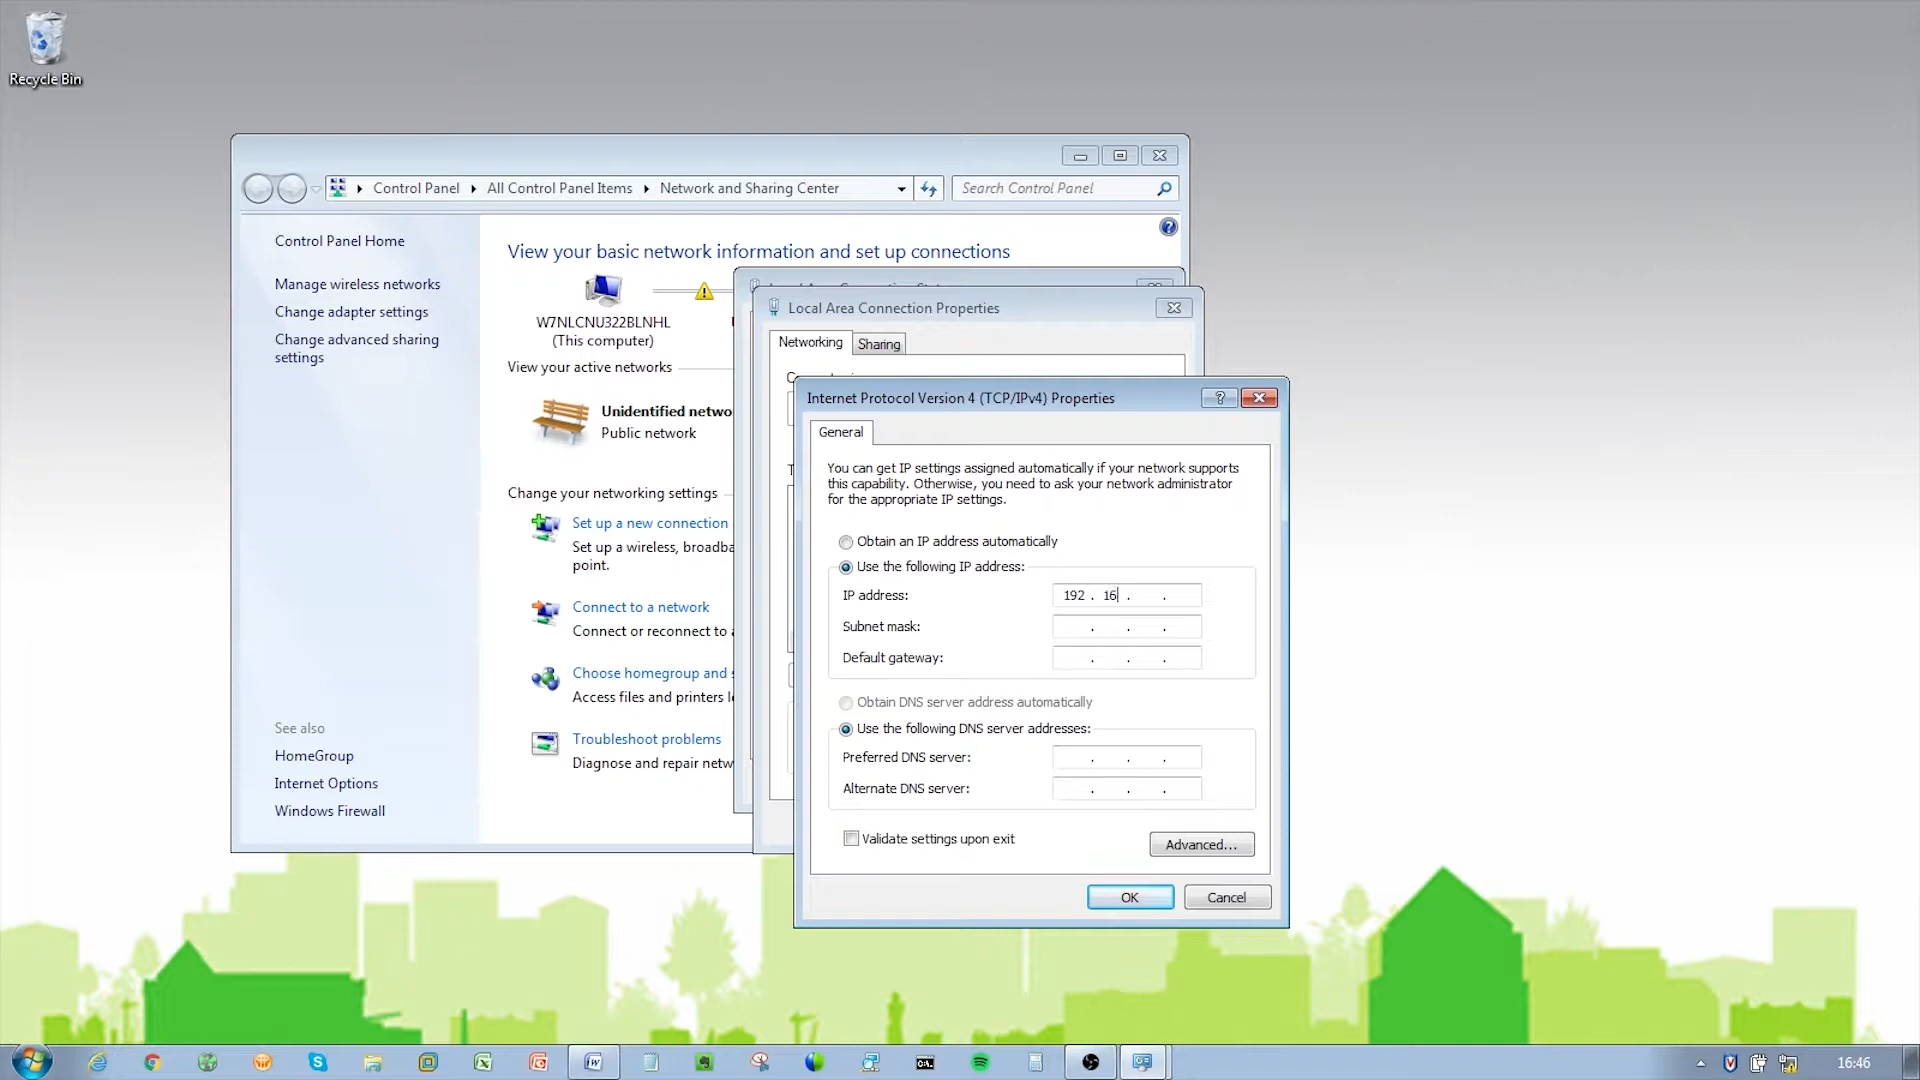 Recycle Bin
Control Panel
All Control Panel Items
Network and Sharing Center
Search Control Panel
Control Panel Home
Manage wireless networks
Change adapter settings
Change advanced sharing
settings
See also
HomeGroup
Internet Options
Windows Firewall
View your basic network information and set up connections
W7NLCNU322BLNHL
(This computer)
View your active networks
Unidentified netwo
Public network
Change your networking settings
Set up a new connection
Set up a wireless, broadba
point.
Connect to a network
Connect or reconnect to a
Choose homegroup and s
Access files and printers l
Troubleshoot problems
Diagnose and repair netw
Local Area Connection Properties
Networking
Sharing
Internet Protocol Version 4 (TCP/IPv4) Properties
?
General
You can get IP settings assigned automatically if your network supports
this capability. Otherwise, you need to ask your network administrator
for the appropriate IP settings.
Obtain an IP address automatically
Use the following IP address:
IP address: 192 . 16 . .
Subnet mask: . . .
Default gateway: . . .
Obtain DNS server address automatically
Use the following DNS server addresses:
Preferred DNS server: . . .
Alternate DNS server: . . .
Validate settings upon exit
Advanced...
OK
Cancel
16:46